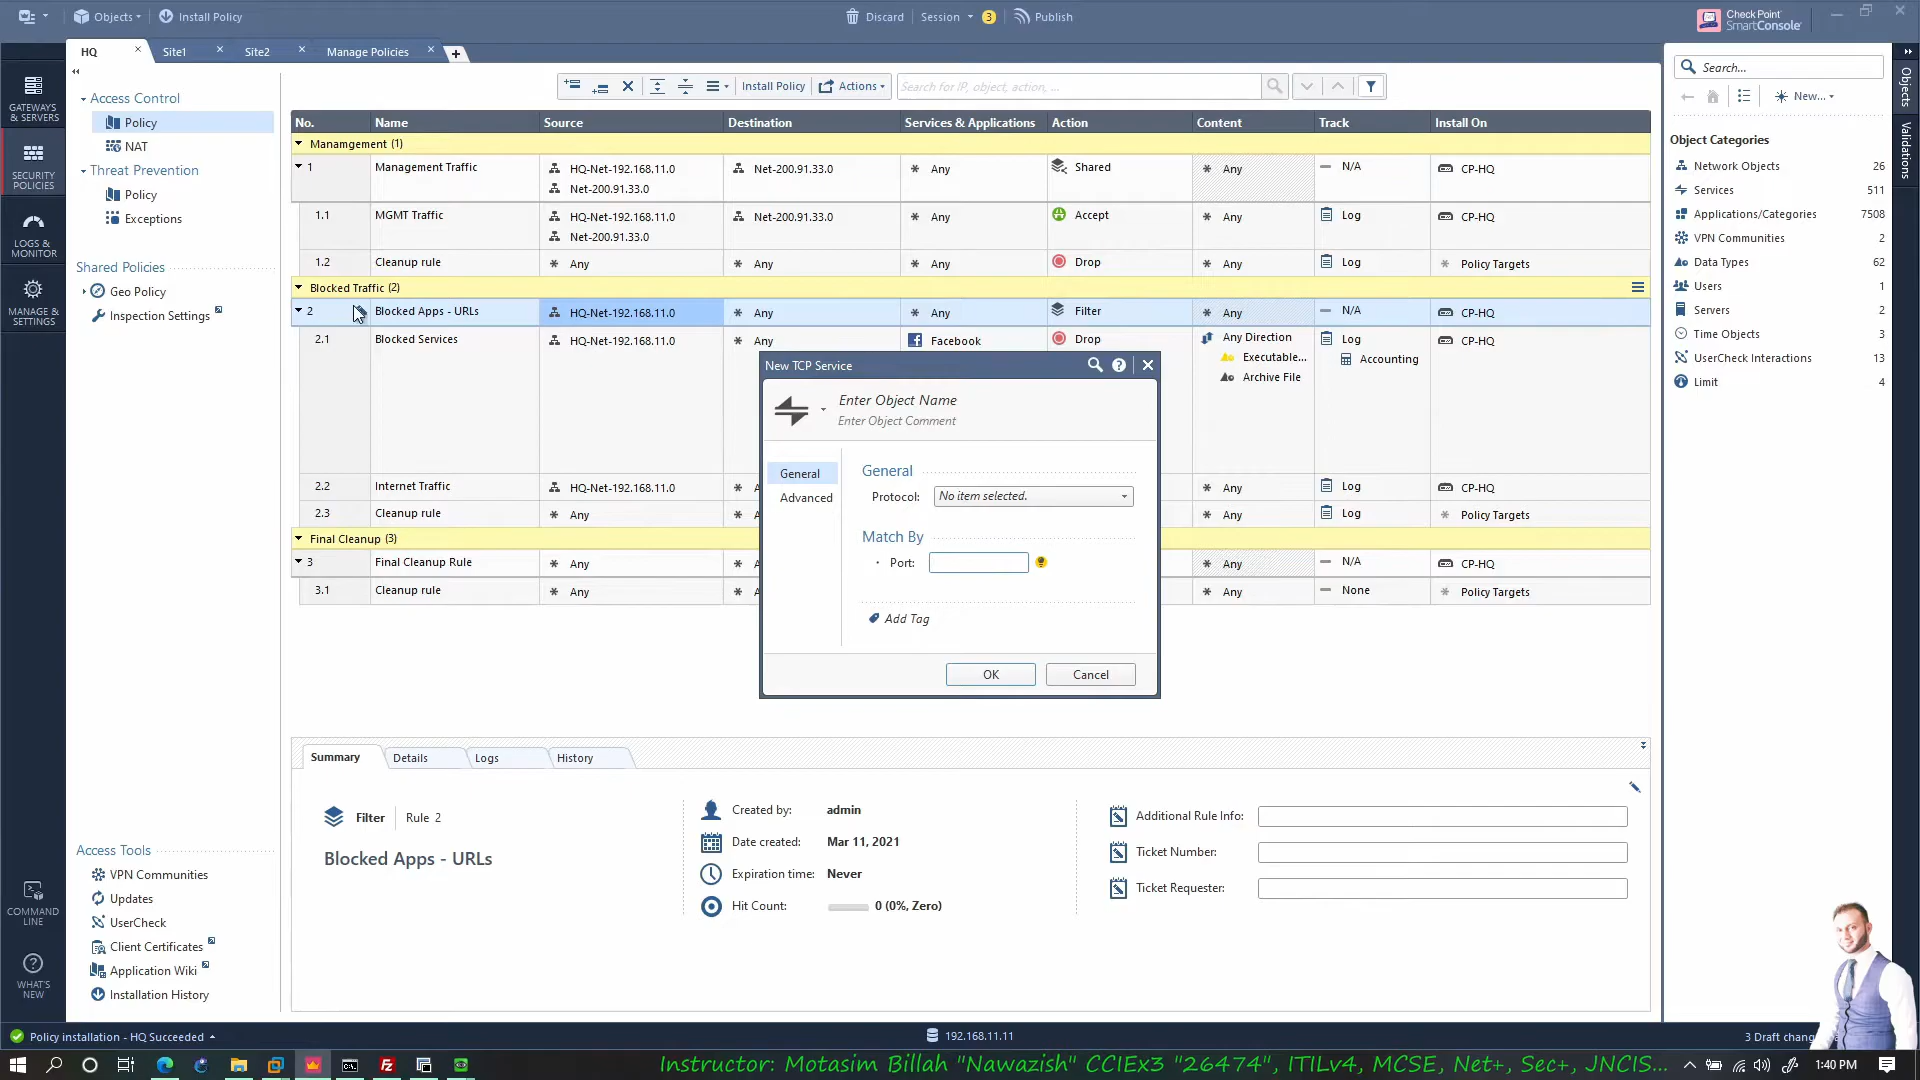 Objects
Install Policy
Discard
Session
3
Publish
Check Point
SmartConsole
HQ
Site1
Site2
Manage Policies
GATEWAYS
& SERVERS
SECURITY
POLICIES
LOGS &
MONITOR
MANAGE &
SETTINGS
COMMAND
LINE
WHAT'S
NEW
Access Control
Policy
NAT
Threat Prevention
Policy
Exceptions
Shared Policies
Geo Policy
Inspection Settings
Access Tools
VPN Communities
Updates
UserCheck
Client Certificates
Application Wiki
Installation History
Install Policy
Actions
Search for IP, object, action, ...
No. Name Source Destination Services & Applications Action Content Track Install On
Manamgement (1)
1 Management Traffic HQ-Net-192.168.11.0 Net-200.91.33.0 Any Shared Any N/A CP-HQ
Net-200.91.33.0
1.1 MGMT Traffic HQ-Net-192.168.11.0 Net-200.91.33.0 Any Accept Any Log CP-HQ
Net-200.91.33.0
1.2 Cleanup rule Any Any Any Drop Any Log Policy Targets
Blocked Traffic (2)
2 Blocked Apps - URLs HQ-Net-192.168.11.0 Any Any Filter Any N/A CP-HQ
2.1 Blocked Services HQ-Net-192.168.11.0 Any Facebook Drop Any Direction Log CP-HQ
Executable... Accounting
Archive File
2.2 Internet Traffic HQ-Net-192.168.11.0 Any Log CP-HQ
2.3 Cleanup rule Any Any Log Policy Targets
Final Cleanup (3)
3 Final Cleanup Rule Any Any N/A CP-HQ
3.1 Cleanup rule Any Any None Policy Targets
New TCP Service
Enter Object Name
Enter Object Comment
General
Advanced
General
Protocol: No item selected.
Match By
Port:
Add Tag
OK
Cancel
Summary
Details
Logs
History
Filter
Rule 2
Blocked Apps - URLs
Created by: admin
Date created: Mar 11, 2021
Expiration time: Never
Hit Count: 0 (0%, Zero)
Additional Rule Info:
Ticket Number:
Ticket Requester:
Search...
New...
Object Categories
Network Objects 26
Services 511
Applications/Categories 7508
VPN Communities 2
Data Types 62
Users 1
Servers 2
Time Objects 3
UserCheck Interactions 13
Limit 4
Objects
Validations
Policy installation - HQ Succeeded
192.168.11.11
3 Draft chang
Instructor: Motasim Billah "Nawazish" CCIEx3 "26474", ITILv4, MCSE, Net+, Sec+, JNCIS...
1:40 PM